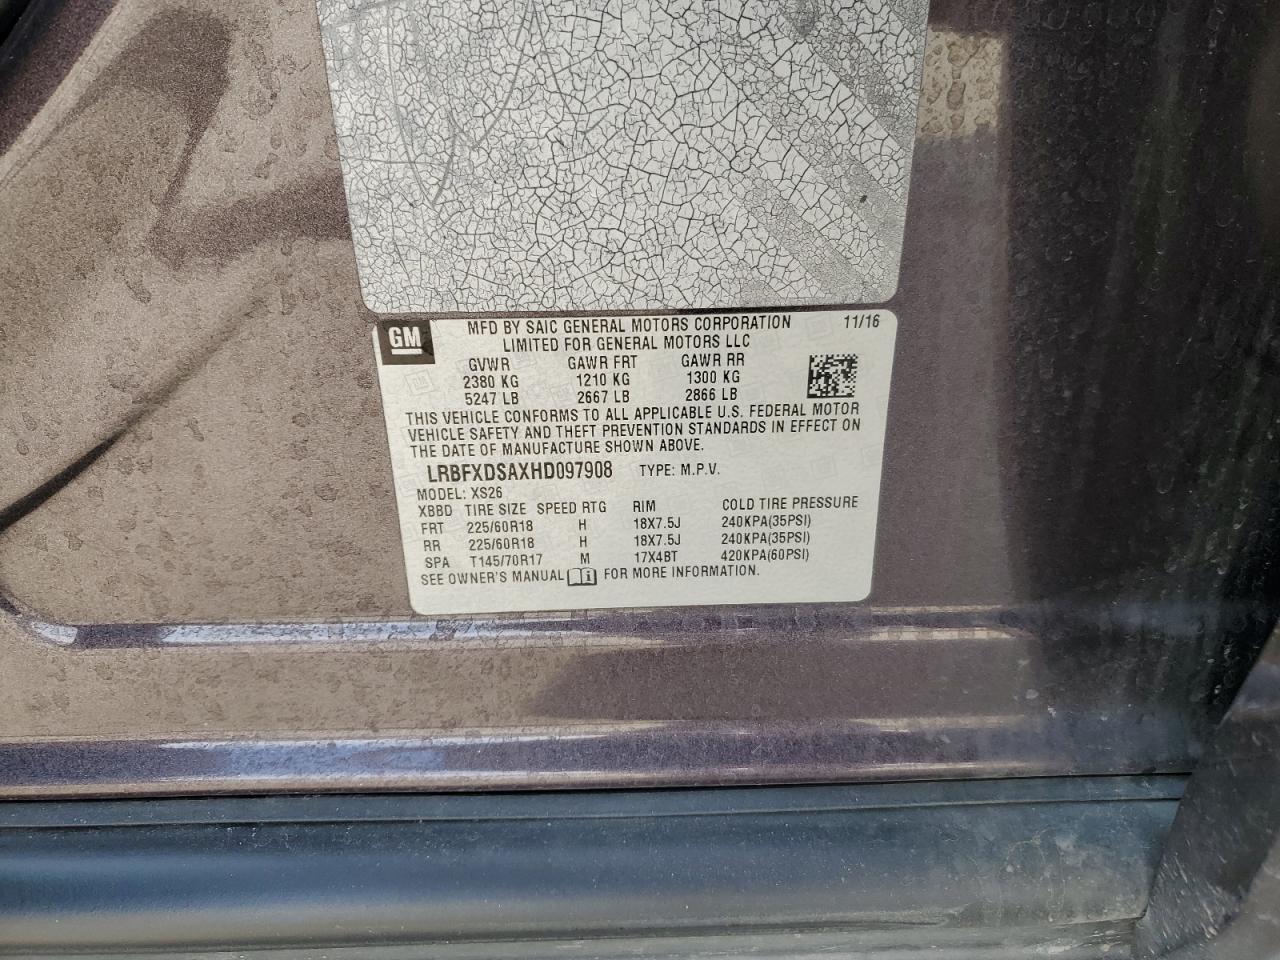 GM
MFD BY SAIC GENERAL MOTORS CORPORATION 11/16
LIMITED FOR GENERAL MOTORS LLC
GVWR GAWR FRT GAWR RR
2380 KG 1210 KG 1300 KG
5247 LB 2667 LB 2866 LB
THIS VEHICLE CONFORMS TO ALL APPLICABLE U.S. FEDERAL MOTOR
VEHICLE SAFETY AND THEFT PREVENTION STANDARDS IN EFFECT ON
THE DATE OF MANUFACTURE SHOWN ABOVE.
LRBFXDSAXHD097908 TYPE: M.P.V.
MODEL: XS26
XBBD TIRE SIZE SPEED RTG RIM COLD TIRE PRESSURE
FRT 225/60R18 H 18X7.5J 240KPA(35PSI)
RR 225/60R18 H 18X7.5J 240KPA(35PSI)
SPA T145/70R17 M 17X4BT 420KPA(60PSI)
SEE OWNER'S MANUAL FOR MORE INFORMATION.